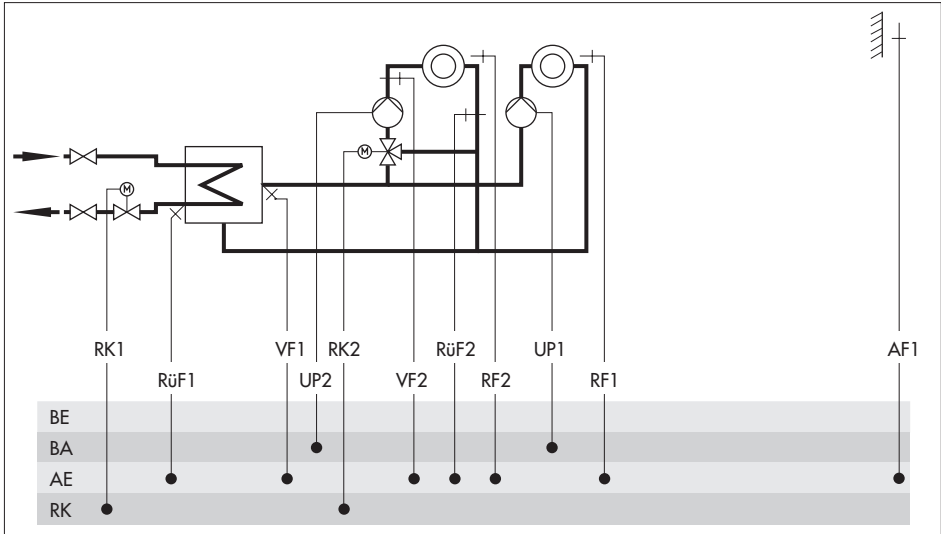 M
M
RK1 VF1 RK2 RüF2 UP1 AF1
RüF1 UP2 VF2 RF2 RF1
BE
BA
AE
RK